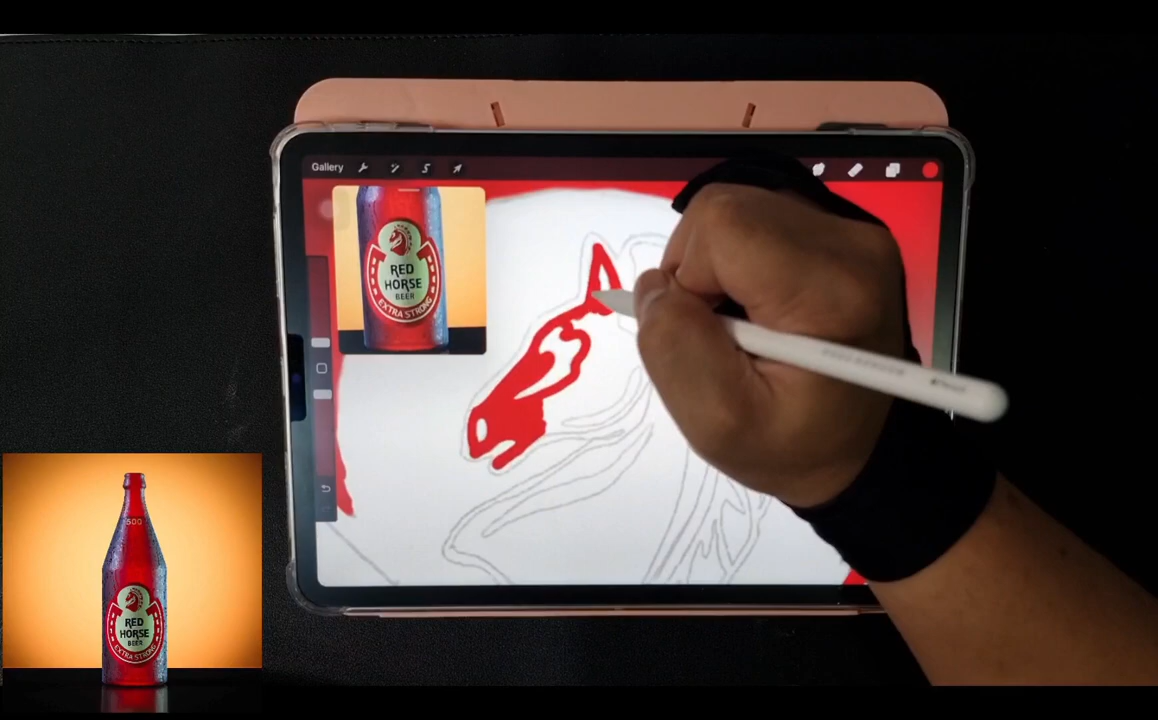 Gallery
RED
HORSE
BEER
EXTRA STRONG
500
RED
HORSE
BEER
EXTRA STRONG